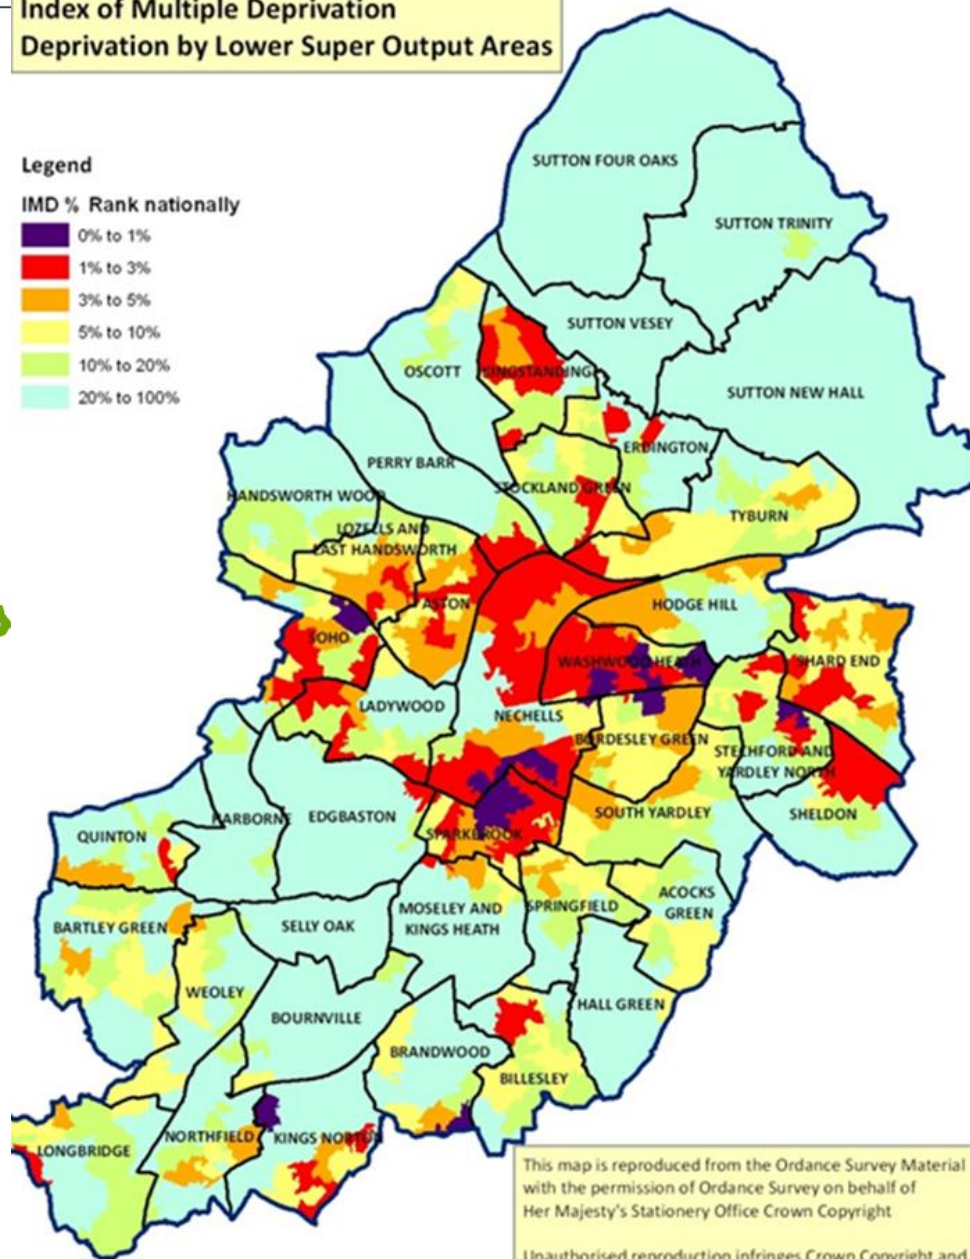 Index of Multiple Deprivation
Deprivation by Lower Super Output Areas
Legend
IMD % Rank nationally
0% to 1%
1% to 3%
3% to 5%
5% to 10%
10% to 20%
20% to 100%
SUTTON FOUR OAKS
SUTTON TRINITY
SUTTON VESEY
OSCOTT
KINGSTANDING
SUTTON NEW HALL
ERDINGTON
PERRY BARR
STOCKLAND GREEN
HANDSWORTH WOOD
TYBURN
LOZELLS AND
EAST HANDSWORTH
ASTON
HODGE HILL
SOHO
WASHWOOD HEATH
SHARD END
LADYWOOD
NECHELLS
BORDESLEY GREEN
STECHFORD AND
YARDLEY NORTH
HARBORNE
EDGBASTON
SOUTH YARDLEY
SHELDON
QUINTON
SPARKBROOK
ACOCKS
GREEN
MOSELEY AND
KINGS HEATH
SPRINGFIELD
BARTLEY GREEN
SELLY OAK
WEOLEY
HALL GREEN
BOURNVILLE
BRANDWOOD
BILLESLEY
NORTHFIELD
KINGS NORTON
LONGBRIDGE
This map is reproduced from the Ordance Survey Material
with the permission of Ordance Survey on behalf of
Her Majesty's Stationery Office Crown Copyright
Unauthorised reproduction infringes Crown Copyright and